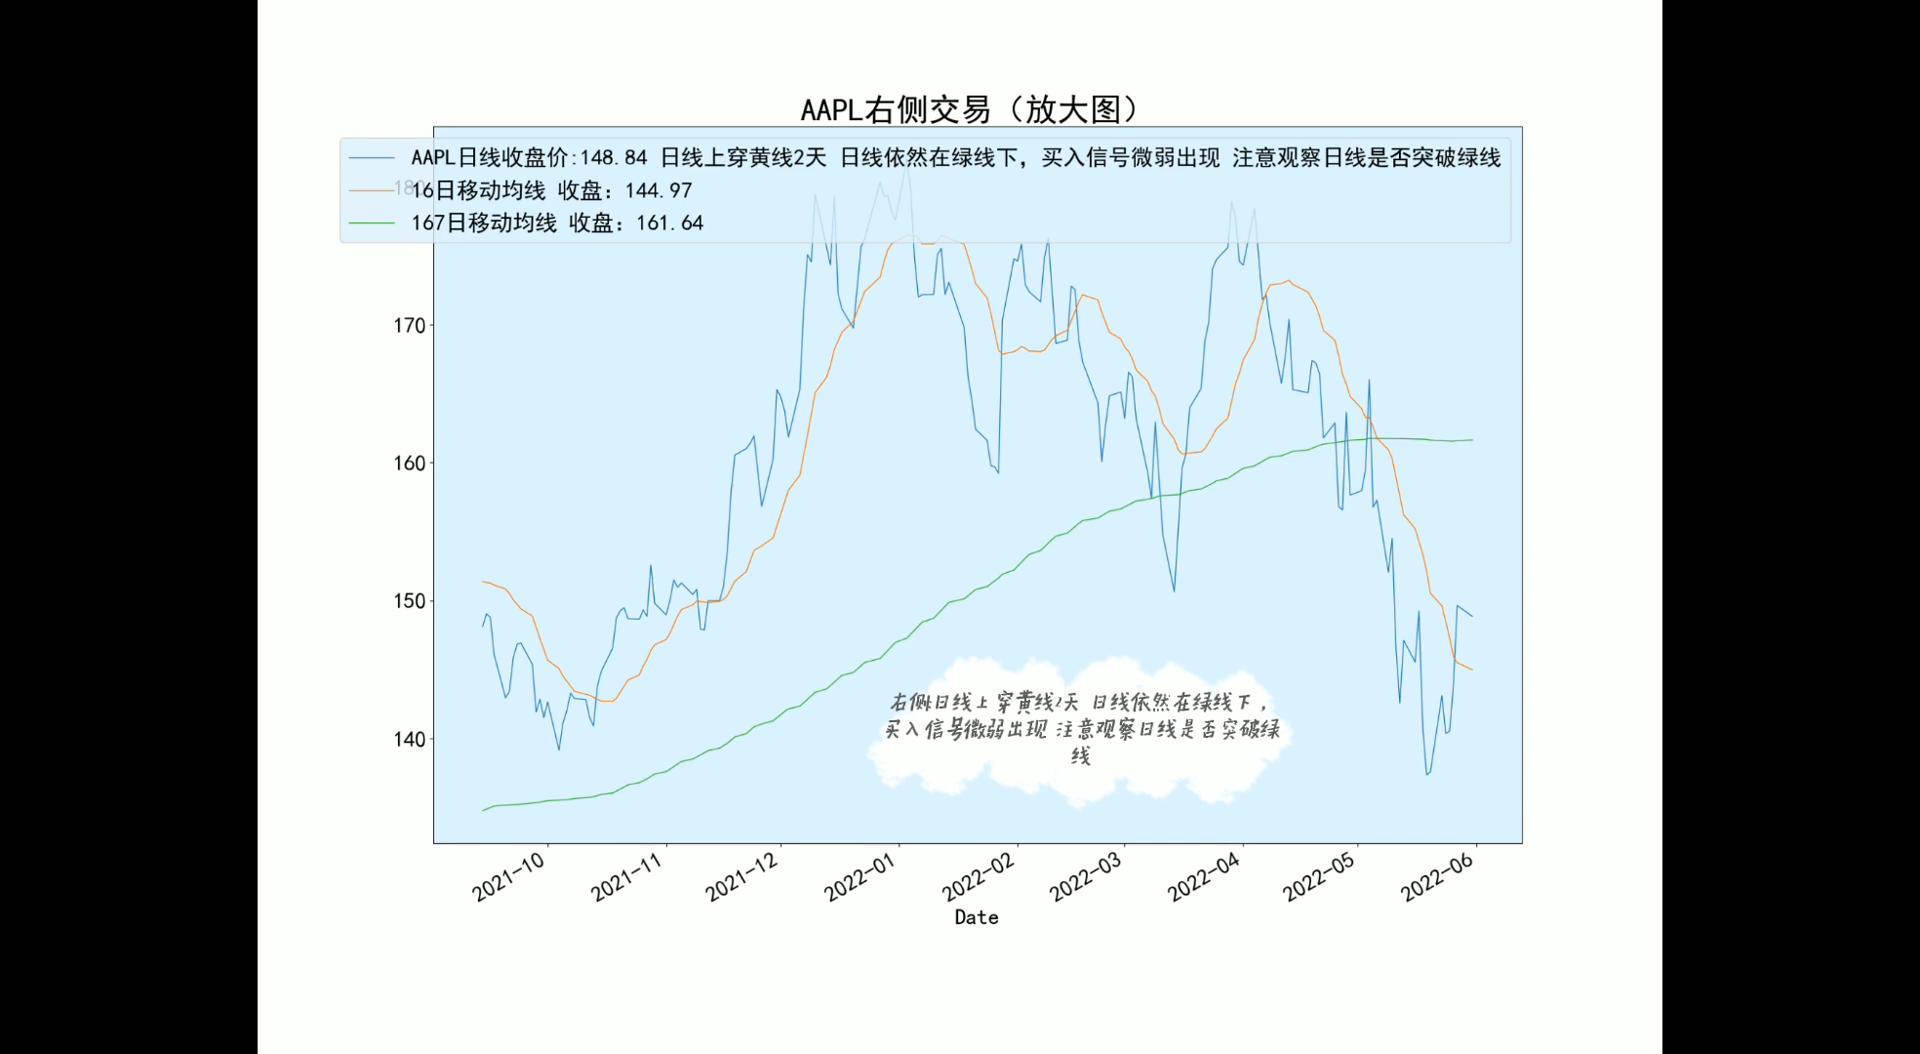 AAPL右侧交易（放大图）
AAPL日线收盘价:148.84 日线上穿黄线2天 日线依然在绿线下，买入信号微弱出现 注意观察日线是否突破绿线
16日移动均线 收盘：144.97
167日移动均线 收盘：161.64
180
170
160
150
140
右侧:日线上穿黄线2天 日线依然在绿线下，
买入信号微弱出现 注意观察日线是否突破绿
线
2021-10
2021-11
2021-12
2022-01
2022-02
2022-03
2022-04
2022-05
2022-06
Date